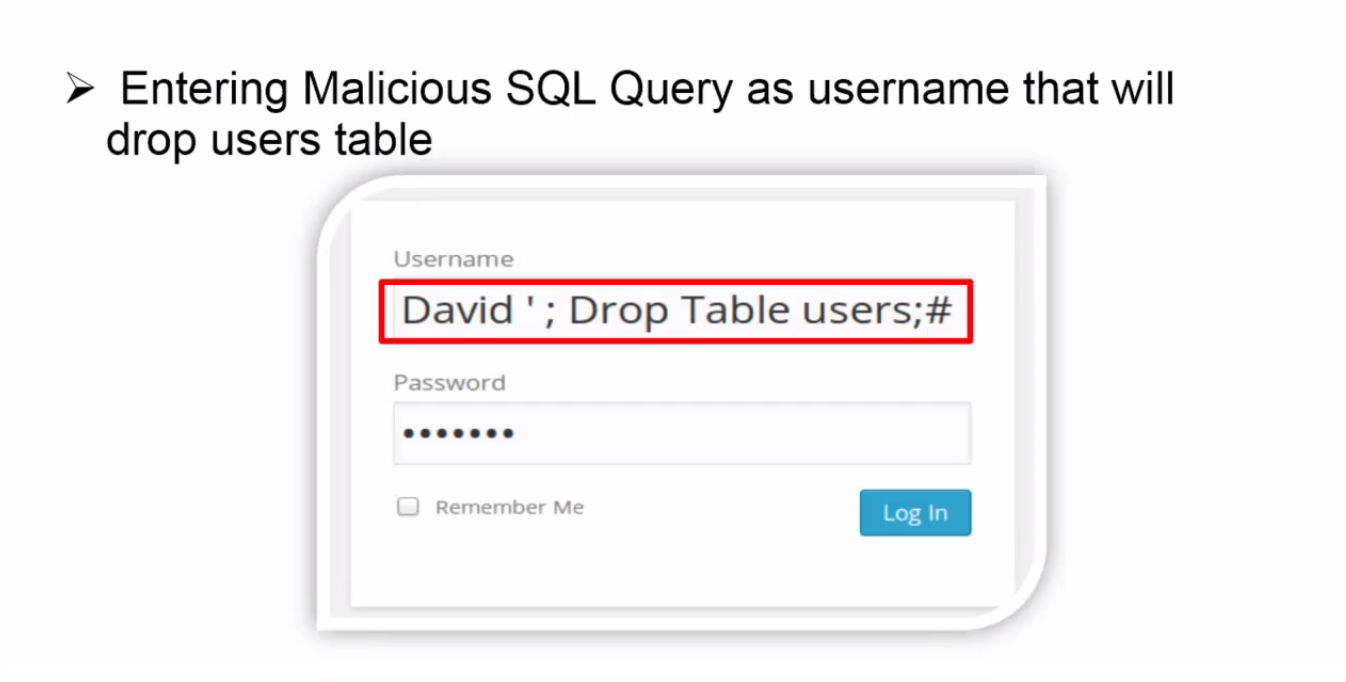 ➢ Entering Malicious SQL Query as username that will
drop users table
Username
David ' ; Drop Table users;#
Password
•••••••
Remember Me
Log In